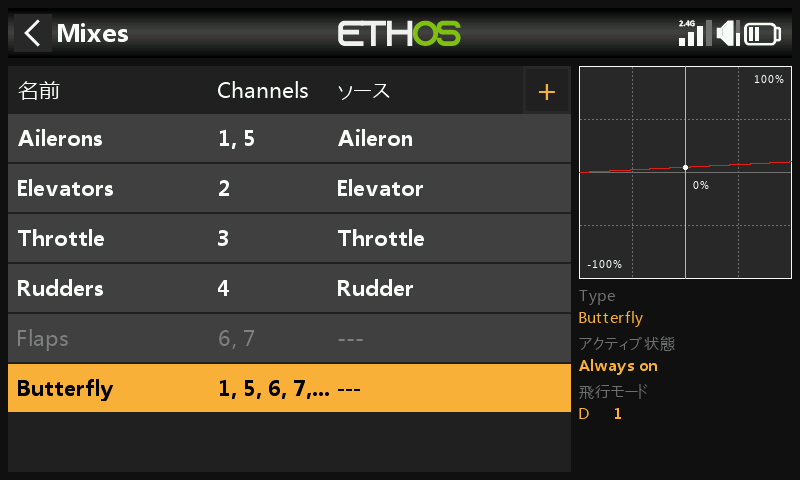 Mixes
ETHOS
2.4G
名前 Channels ソース +
Ailerons 1, 5 Aileron
Elevators 2 Elevator
Throttle 3 Throttle
Rudders 4 Rudder
Flaps 6, 7 ---
Butterfly 1, 5, 6, 7,... ---
100%
0%
-100%
Type
Butterfly
アクティブ状態
Always on
飛行モード
D 1